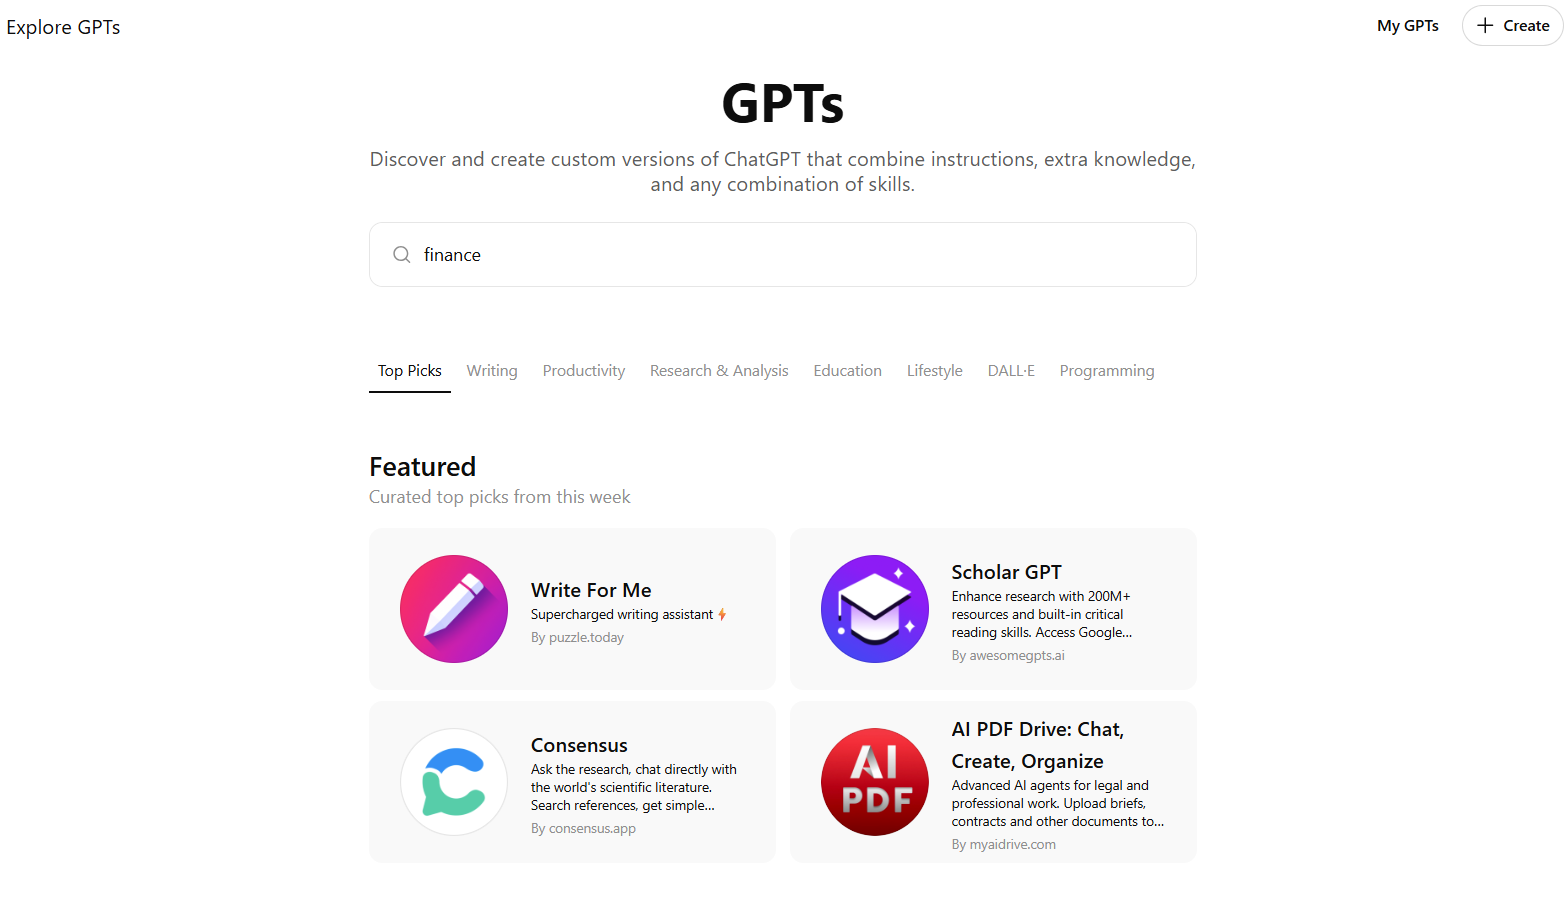 Explore GPTs
My GPTs
Create
GPTs
Discover and create custom versions of ChatGPT that combine instructions, extra knowledge,
and any combination of skills.
finance
Top Picks
Writing
Productivity
Research & Analysis
Education
Lifestyle
DALL·E
Programming
Featured
Curated top picks from this week
Write For Me
Supercharged writing assistant⚡
By puzzle.today
Scholar GPT
Enhance research with 200M+
resources and built-in critical
reading skills. Access Google...
By awesomegpts.ai
Consensus
Ask the research, chat directly with
the world's scientific literature.
Search references, get simple...
By consensus.app
AI
PDF
AI PDF Drive: Chat,
Create, Organize
Advanced AI agents for legal and
professional work. Upload briefs,
contracts and other documents to...
By myaidrive.com